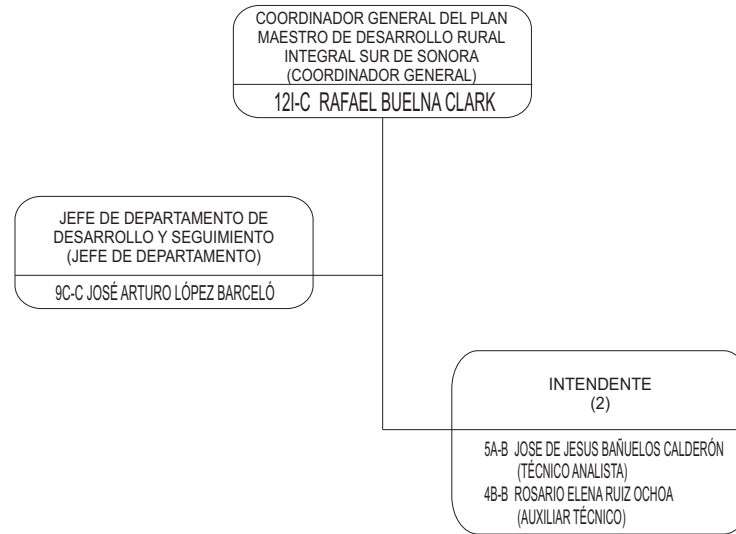 COORDINADOR GENERAL DEL PLAN
MAESTRO DE DESARROLLO RURAL
INTEGRAL SUR DE SONORA
(COORDINADOR GENERAL)
12I-C RAFAEL BUELNA CLARK
JEFE DE DEPARTAMENTO DE
DESARROLLO Y SEGUIMIENTO
(JEFE DE DEPARTAMENTO)
9C-C JOSÉ ARTURO LÓPEZ BARCELÓ
INTENDENTE
(2)
5A-B JOSE DE JESUS BAÑUELOS CALDERÓN
(TÉCNICO ANALISTA)
4B-B ROSARIO ELENA RUIZ OCHOA
(AUXILIAR TÉCNICO)